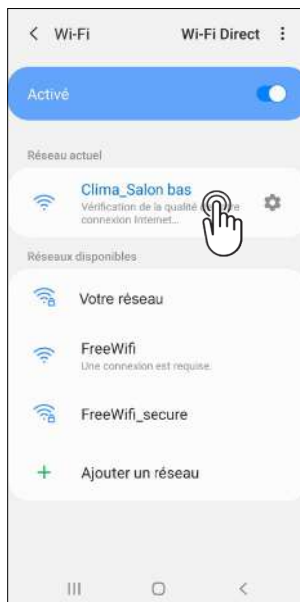 Wi-Fi Wi-Fi Direct
Activé
Réseau actuel
Clima_Salon bas
Vérification de la qualité
connexion Internet...
Réseaux disponibles
Votre réseau
FreeWifi
Une connexion est requise.
FreeWifi_secure
Ajouter un réseau